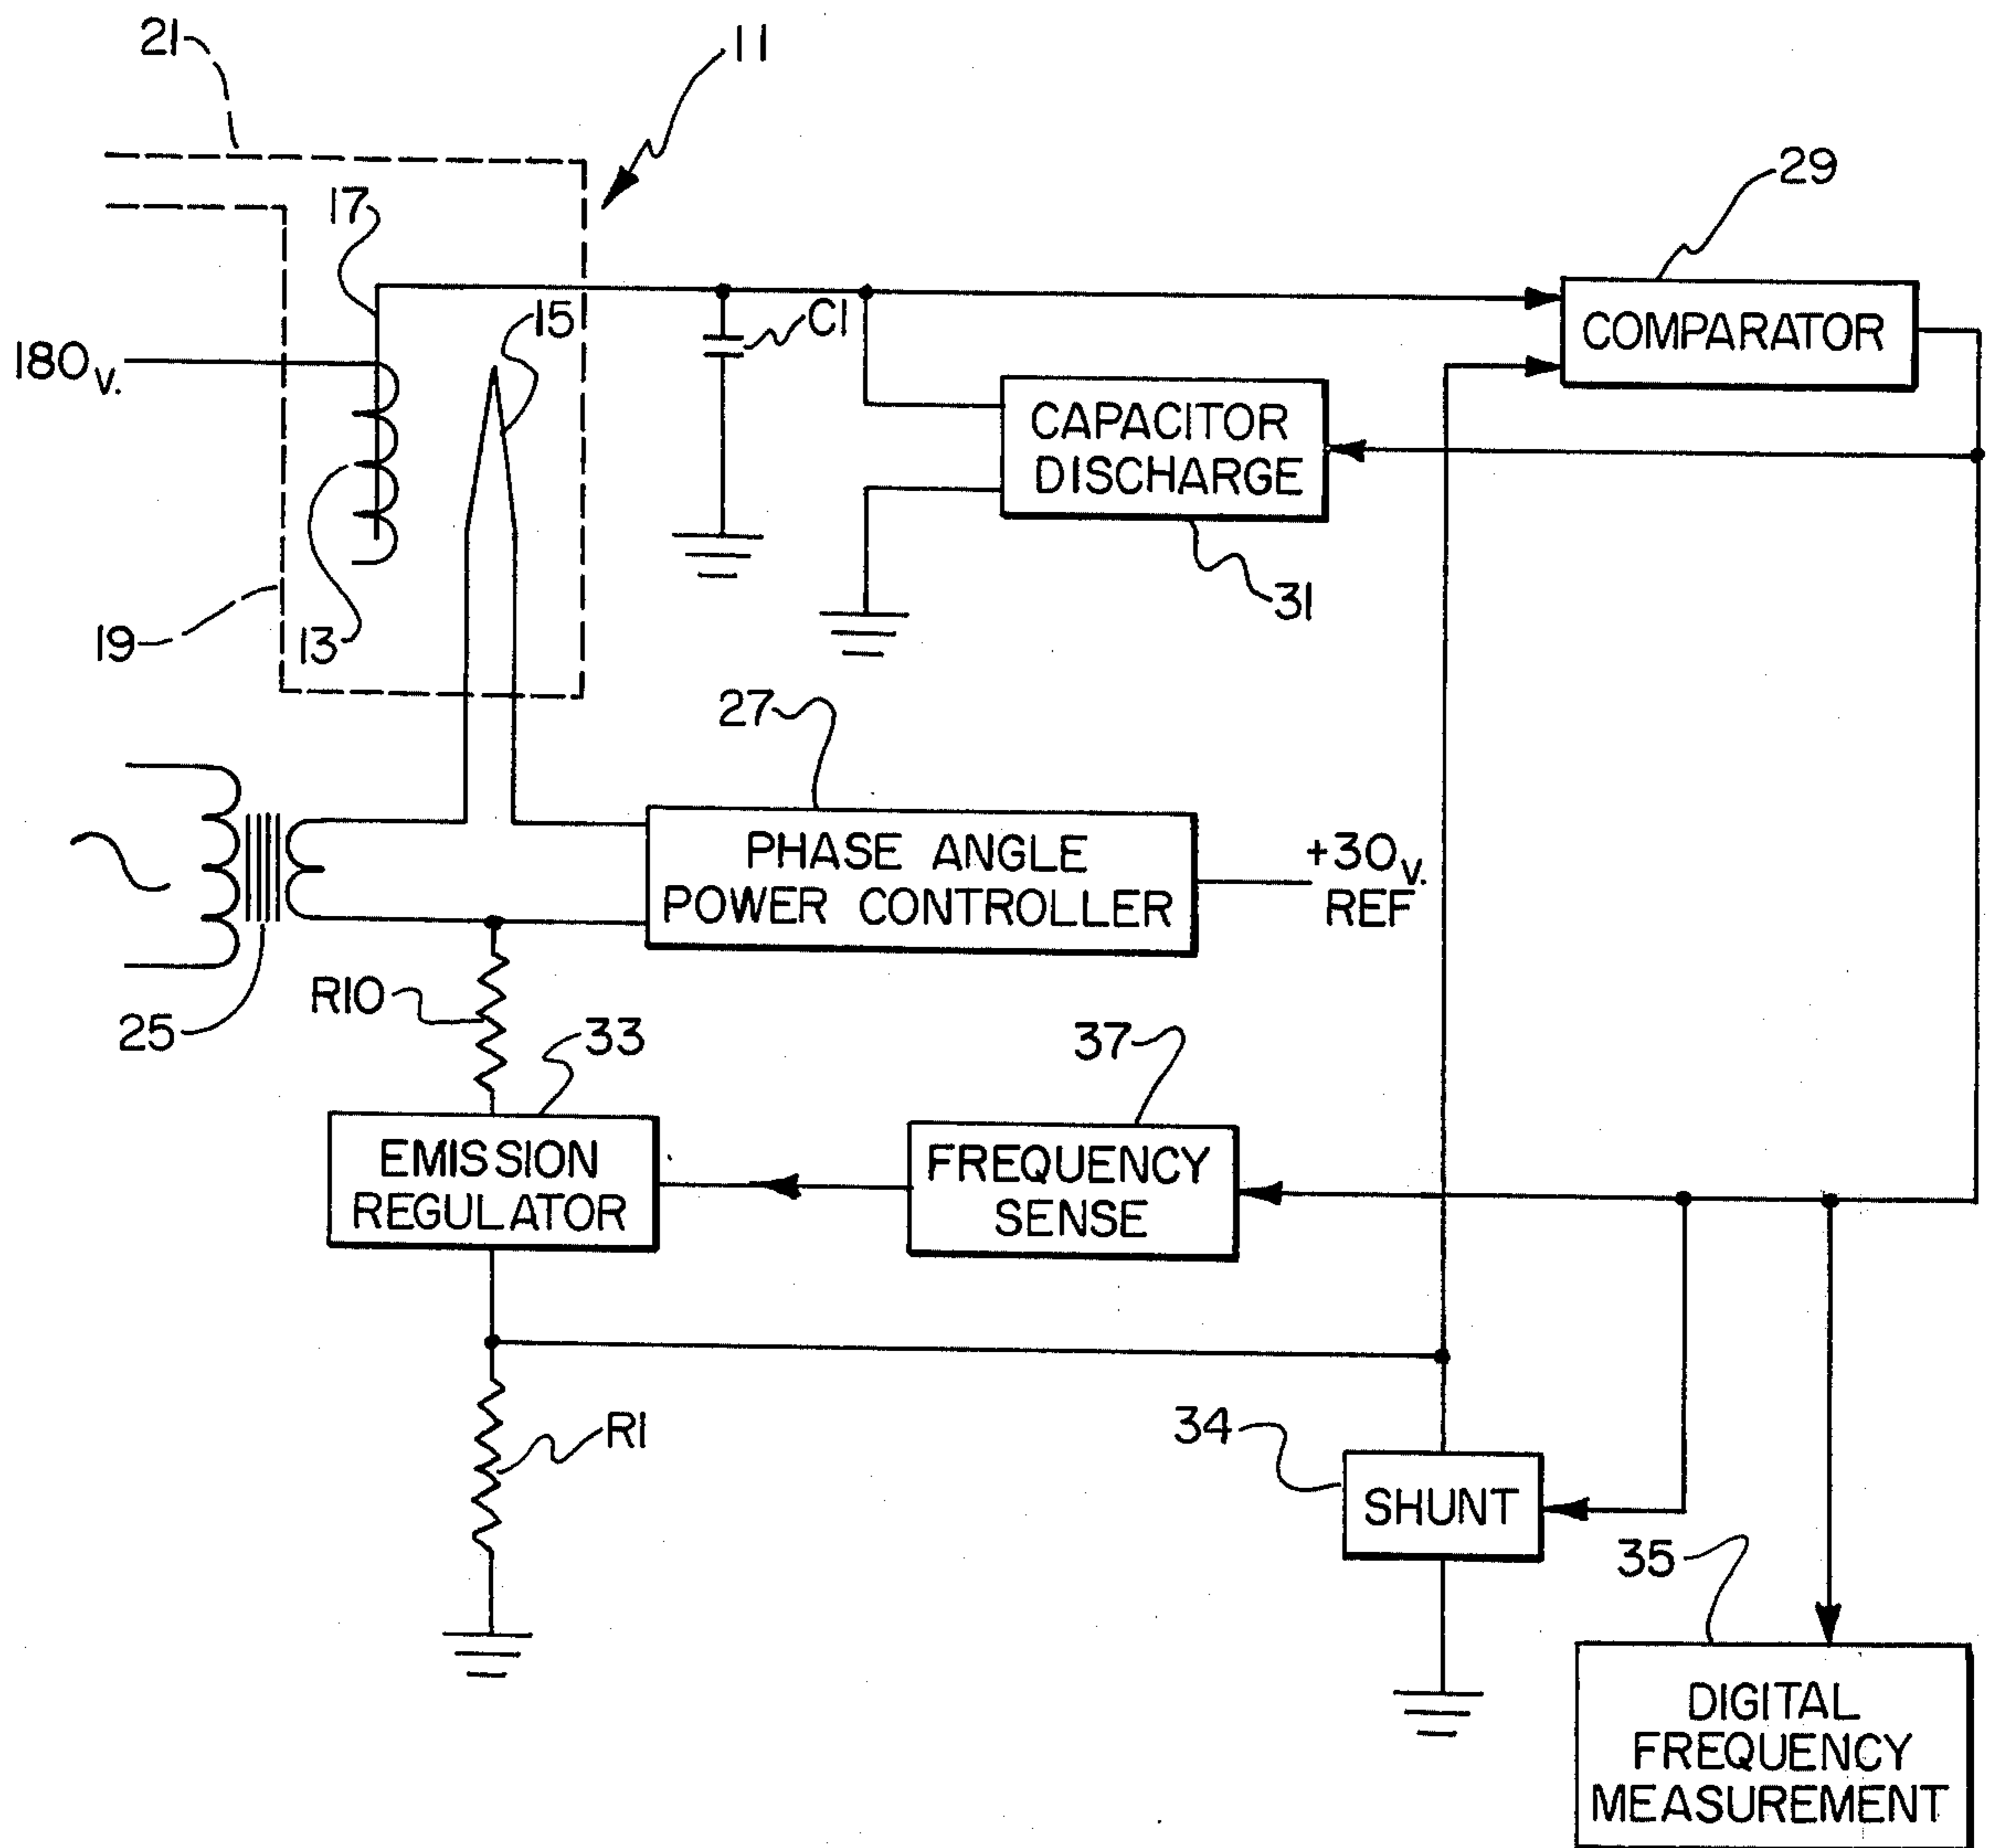 21
11
29
17
15
C1
180v.
COMPARATOR
CAPACITOR
DISCHARGE
31
19
13
27
PHASE ANGLE
POWER CONTROLLER
+30v.
REF
R10
25
33
37
EMISSION
REGULATOR
FREQUENCY
SENSE
R1
34
SHUNT
35
DIGITAL
FREQUENCY
MEASUREMENT